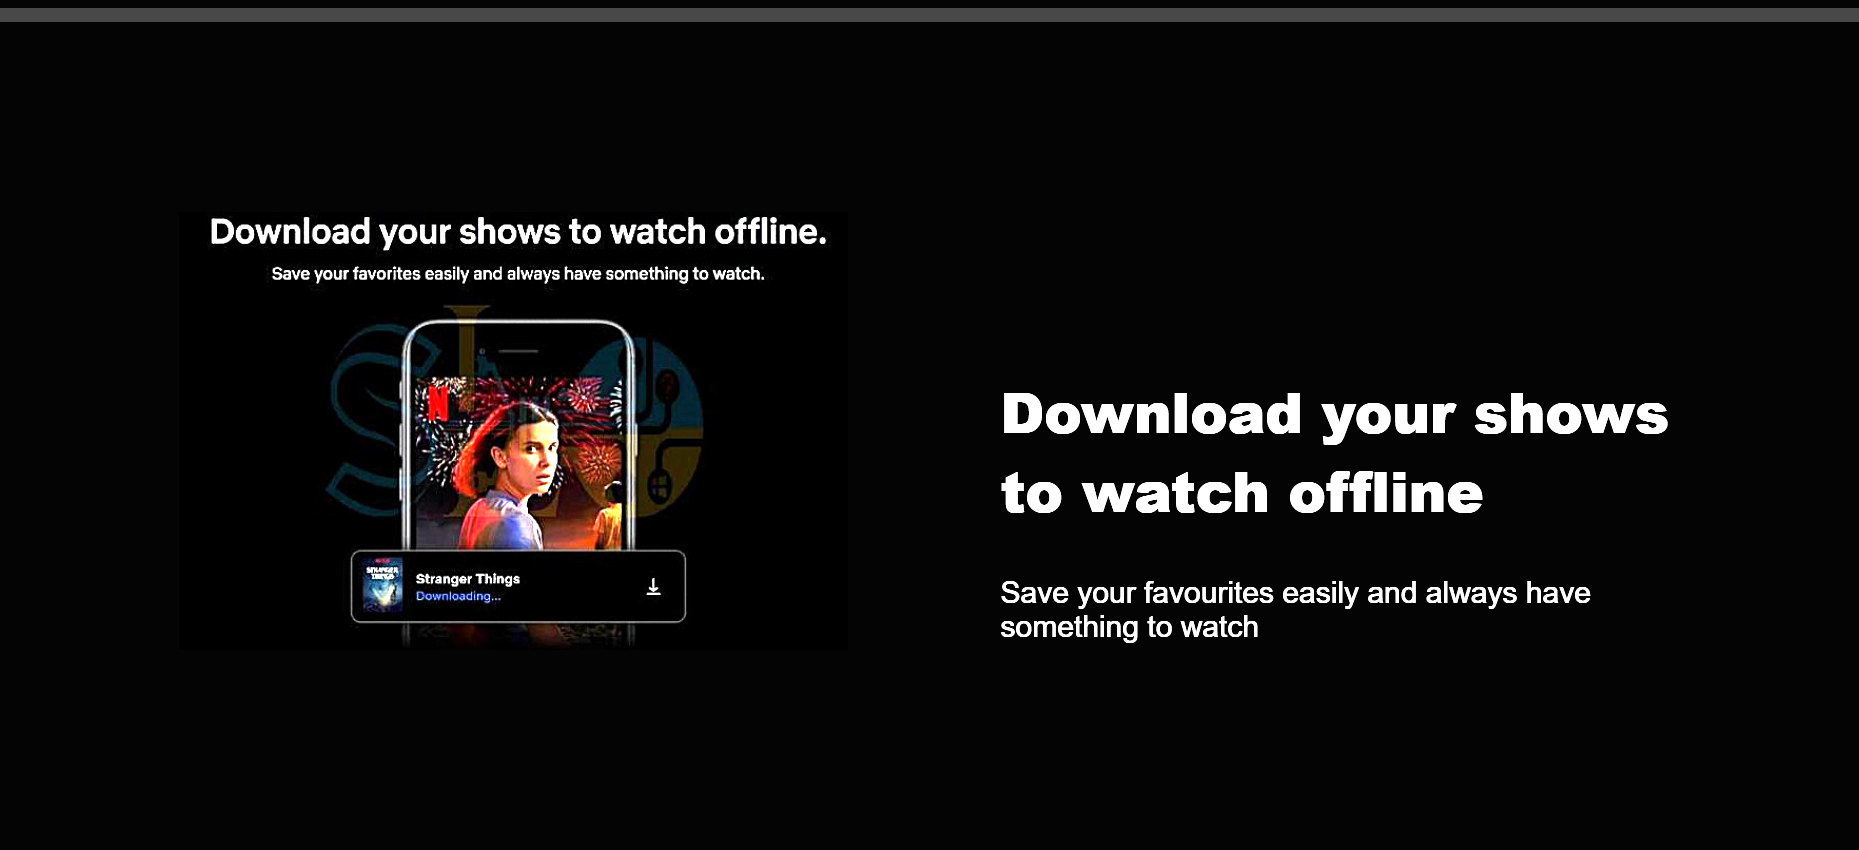 Download your shows to watch offline.
Save your favorites easily and always have something to watch.
N
STRANGER
THINGS
Stranger Things
Downloading...
Download your shows
to watch offline
Save your favourites easily and always have
something to watch